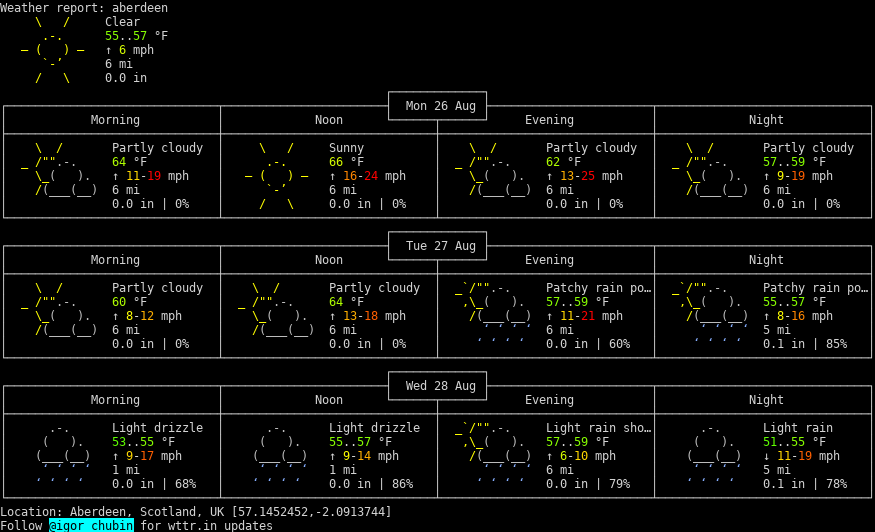 Weather report: aberdeen
Clear
55..57 °F
↑ 6 mph
6 mi
0.0 in
Mon 26 Aug
Morning Noon Evening Night
Partly cloudy Sunny Partly cloudy Partly cloudy
64 °F 66 °F 62 °F 57..59 °F
↑ 11-19 mph ↑ 16-24 mph ↑ 13-25 mph ↑ 9-19 mph
6 mi 6 mi 6 mi 6 mi
0.0 in | 0% 0.0 in | 0% 0.0 in | 0% 0.0 in | 0%
Tue 27 Aug
Morning Noon Evening Night
Partly cloudy Partly cloudy Patchy rain po… Patchy rain po…
60 °F 64 °F 57..59 °F 55..57 °F
↑ 8-12 mph ↑ 13-18 mph ↑ 11-21 mph ↑ 8-16 mph
6 mi 6 mi 6 mi 5 mi
0.0 in | 0% 0.0 in | 0% 0.0 in | 60% 0.1 in | 85%
Wed 28 Aug
Morning Noon Evening Night
Light drizzle Light drizzle Light rain sho… Light rain
53..55 °F 55..57 °F 57..59 °F 51..55 °F
↑ 9-17 mph ↑ 9-14 mph ↑ 6-10 mph ↓ 11-19 mph
1 mi 1 mi 6 mi 5 mi
0.0 in | 68% 0.0 in | 86% 0.0 in | 79% 0.1 in | 78%
Location: Aberdeen, Scotland, UK [57.1452452,-2.0913744]
Follow @igor_chubin for wttr.in updates